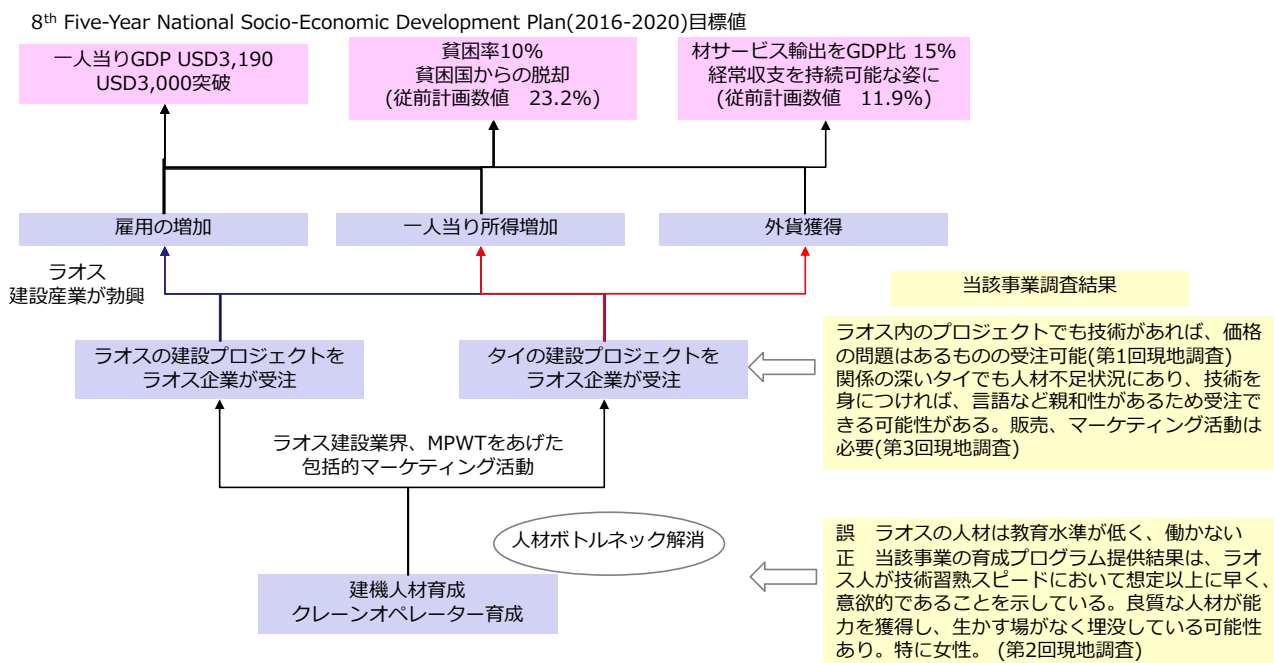 8th Five-Year National Socio-Economic Development Plan(2016-2020)目標値
一人当りGDP USD3,190
USD3,000突破
貧困率10%
貧困国からの脱却
(従前計画数値　23.2%)
材サービス輸出をGDP比 15%
経常収支を持続可能な姿に
(従前計画数値　11.9%)
雇用の増加
一人当り所得増加
外貨獲得
ラオス
建設産業が勃興
当該事業調査結果
ラオスの建設プロジェクトを
ラオス企業が受注
タイの建設プロジェクトを
ラオス企業が受注
ラオス内のプロジェクトでも技術があれば、価格
の問題はあるものの受注可能(第1回現地調査)
関係の深いタイでも人材不足状況にあり、技術を
身につければ、言語など親和性があるため受注で
きる可能性がある。販売、マーケティング活動は
必要(第3回現地調査)
ラオス建設業界、MPWTをあげた
包括的マーケティング活動
人材ボトルネック解消
建機人材育成
クレーンオペレーター育成
誤　ラオスの人材は教育水準が低く、働かない
正　当該事業の育成プログラム提供結果は、ラオ
ス人が技術習熟スピードにおいて想定以上に早く、
意欲的であることを示している。良質な人材が能
力を獲得し、生かす場がなく埋没している可能性
あり。特に女性。 (第2回現地調査)